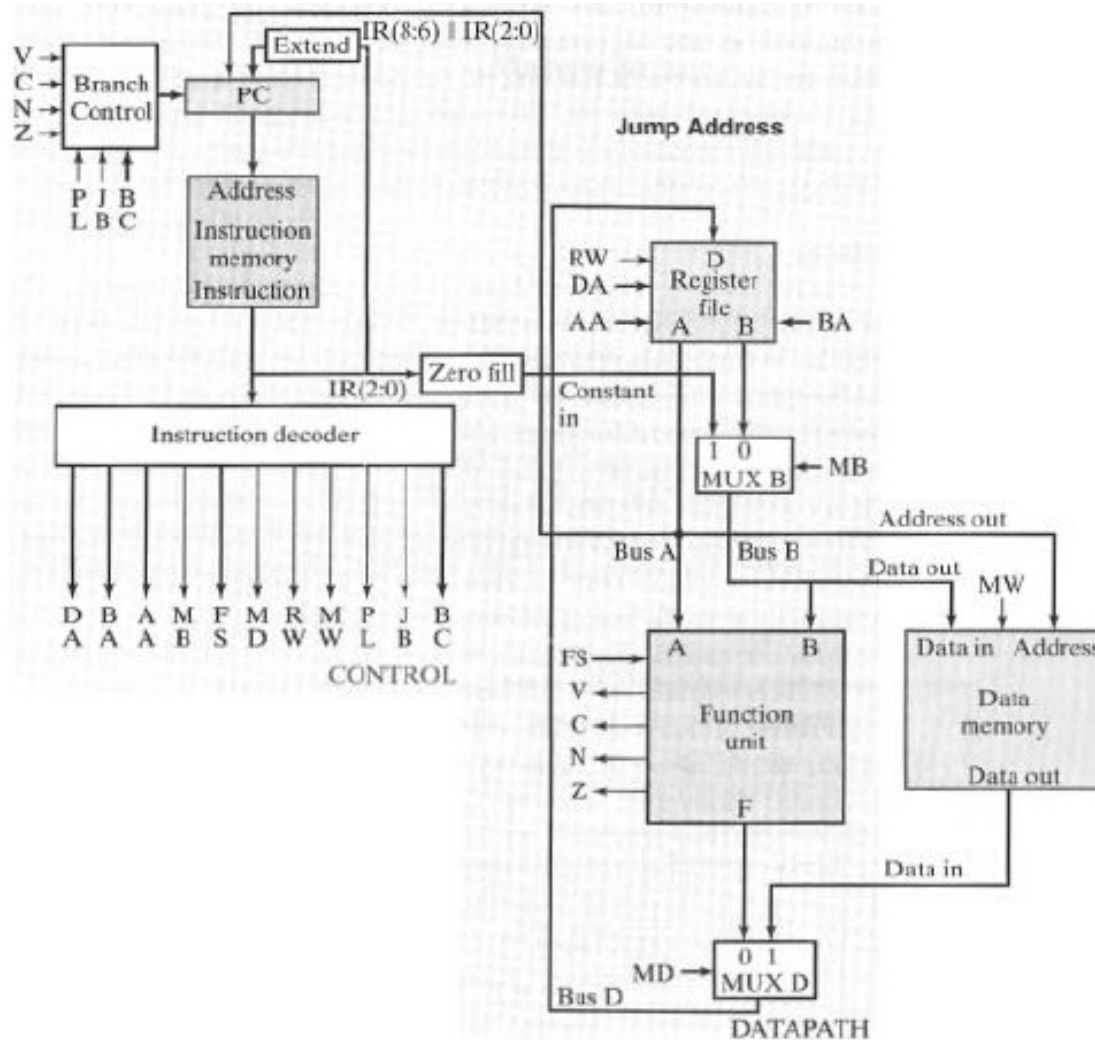 IR(8:6) || IR(2:0)
Extend
V
C
N
Z
Branch
Control
PC
P
L
J
B
B
C
Jump Address
Address
Instruction
memory
Instruction
RW
DA
AA
D
Register
file
A B
BA
IR(2:0)
Zero fill
Constant
in
Instruction decoder
1 0
MUX B
MB
Address out
Bus A
Bus B
Data out
MW
D A
B A
A A
M B
F S
M D
R W
M W
P L
J B
B C
CONTROL
FS
V
C
N
Z
A B
Function
unit
F
Data in Address
Data
memory
Data out
Data in
0 1
MUX D
MD
Bus D
DATAPATH